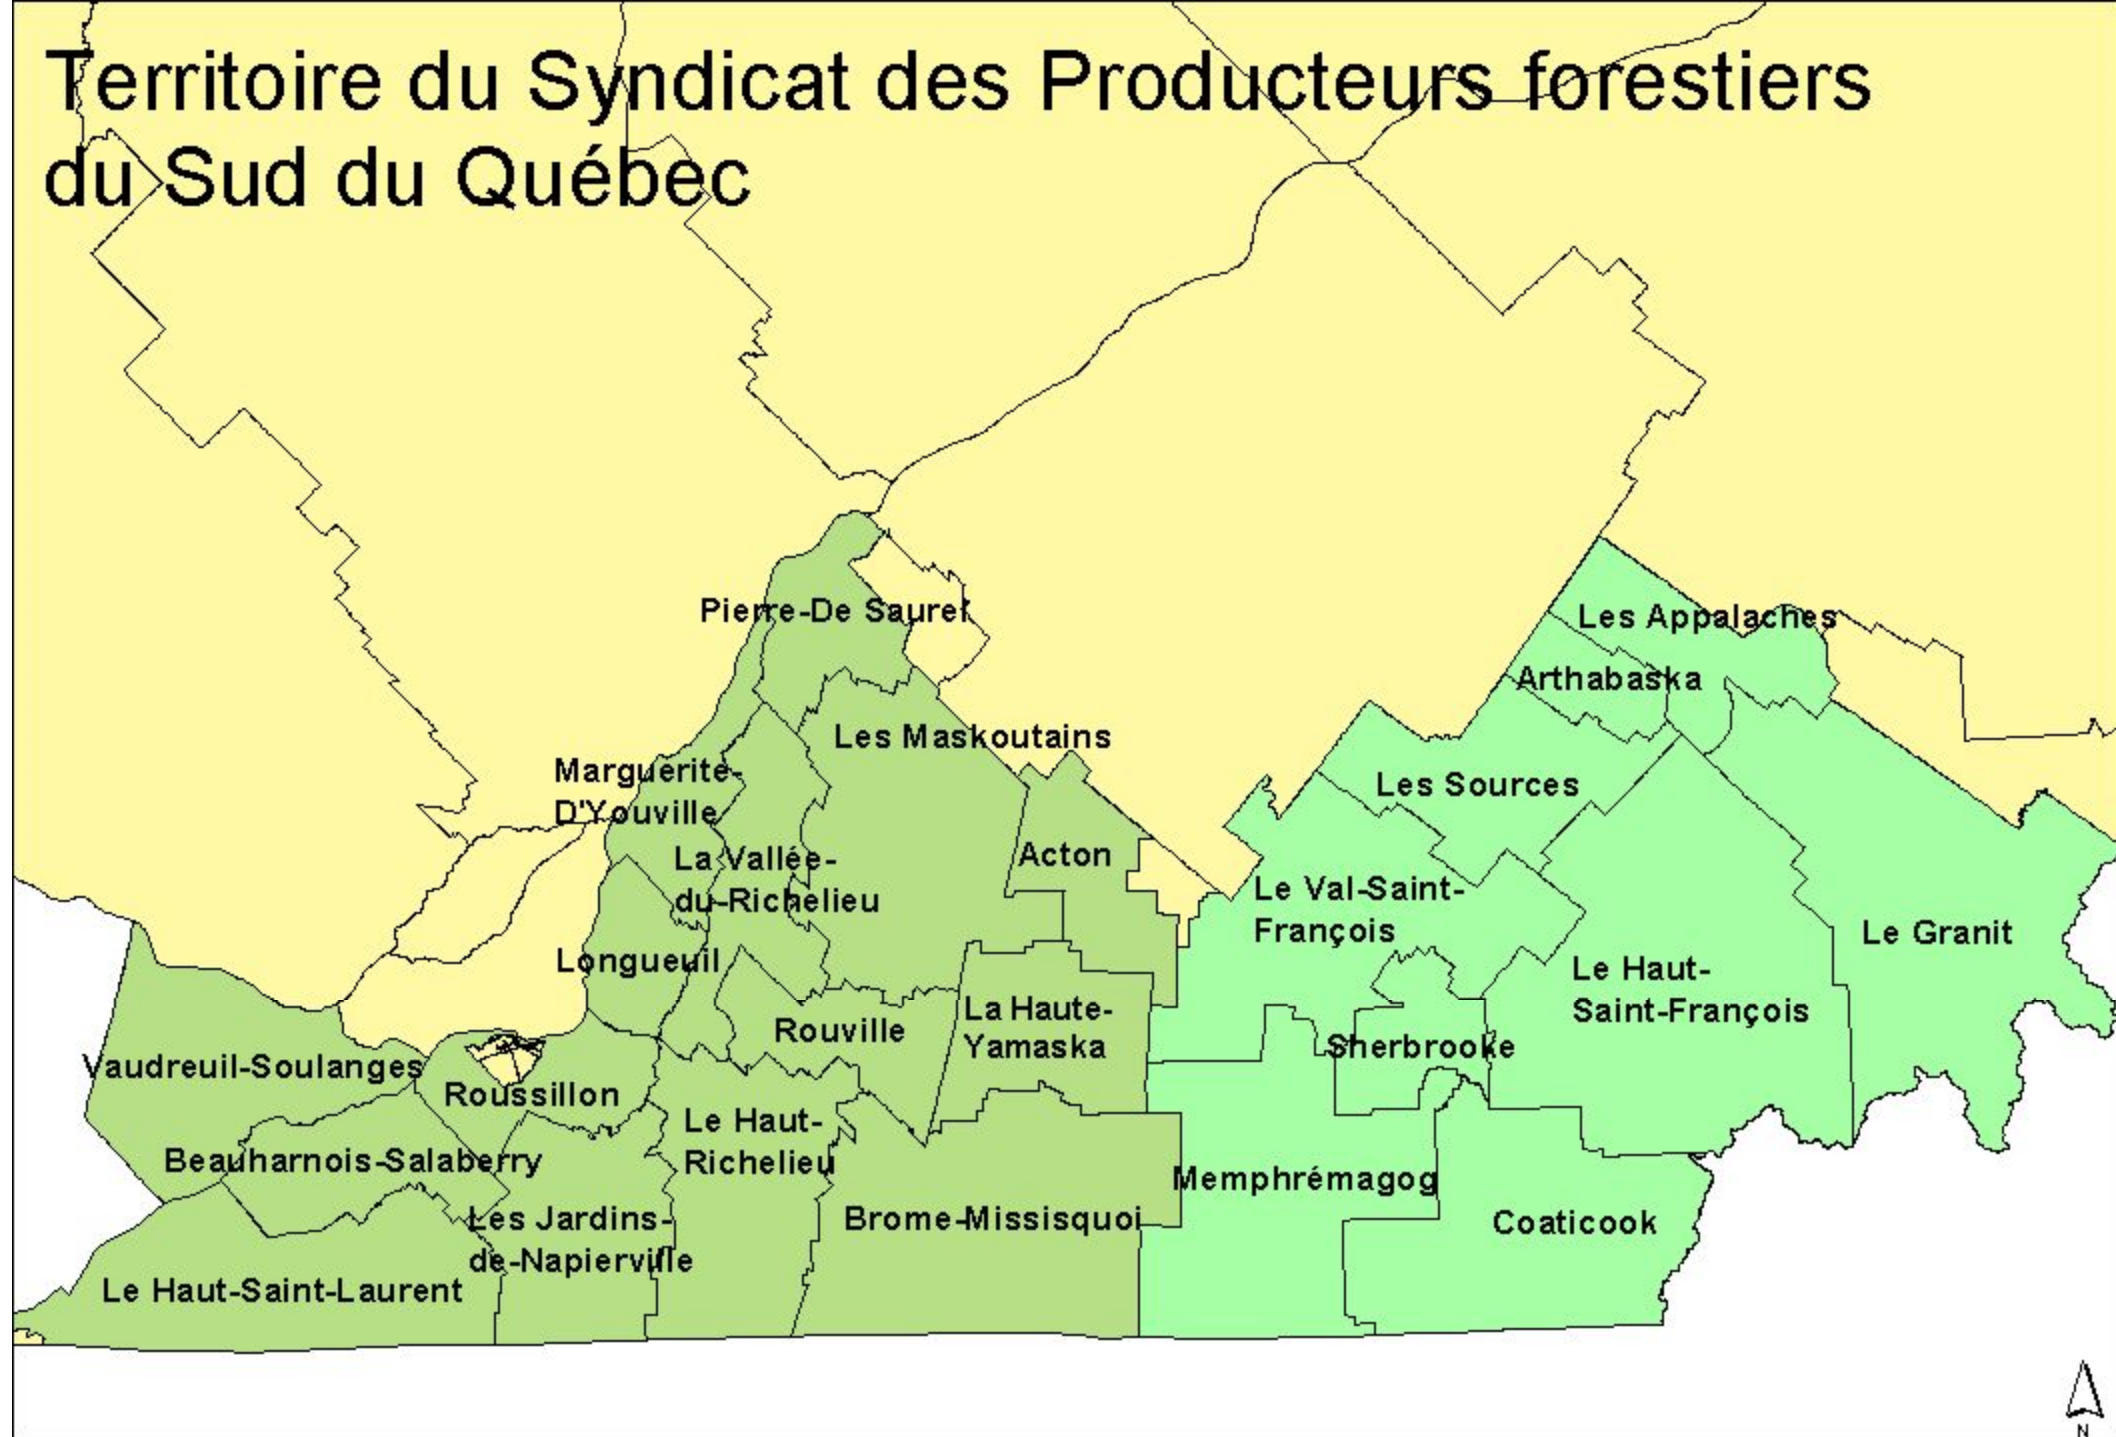 Territoire du Syndicat des Producteurs forestiers
du Sud du Québec
Pierre-De Saurel
Les Appalaches
Arthabaska
Les Maskoutains
Marguerite-
D'Youville
Les Sources
La Vallée-
du-Richelieu
Acton
Le Val-Saint-
François
Le Granit
Longueuil
Le Haut-
Saint-François
La Haute-
Yamaska
Rouville
Sherbrooke
Vaudreuil-Soulanges
Roussillon
Le Haut-
Richelieu
Beauharnois-Salaberry
Memphrémagog
Les Jardins-
de-Napierville
Brome-Missisquoi
Coaticook
Le Haut-Saint-Laurent
N